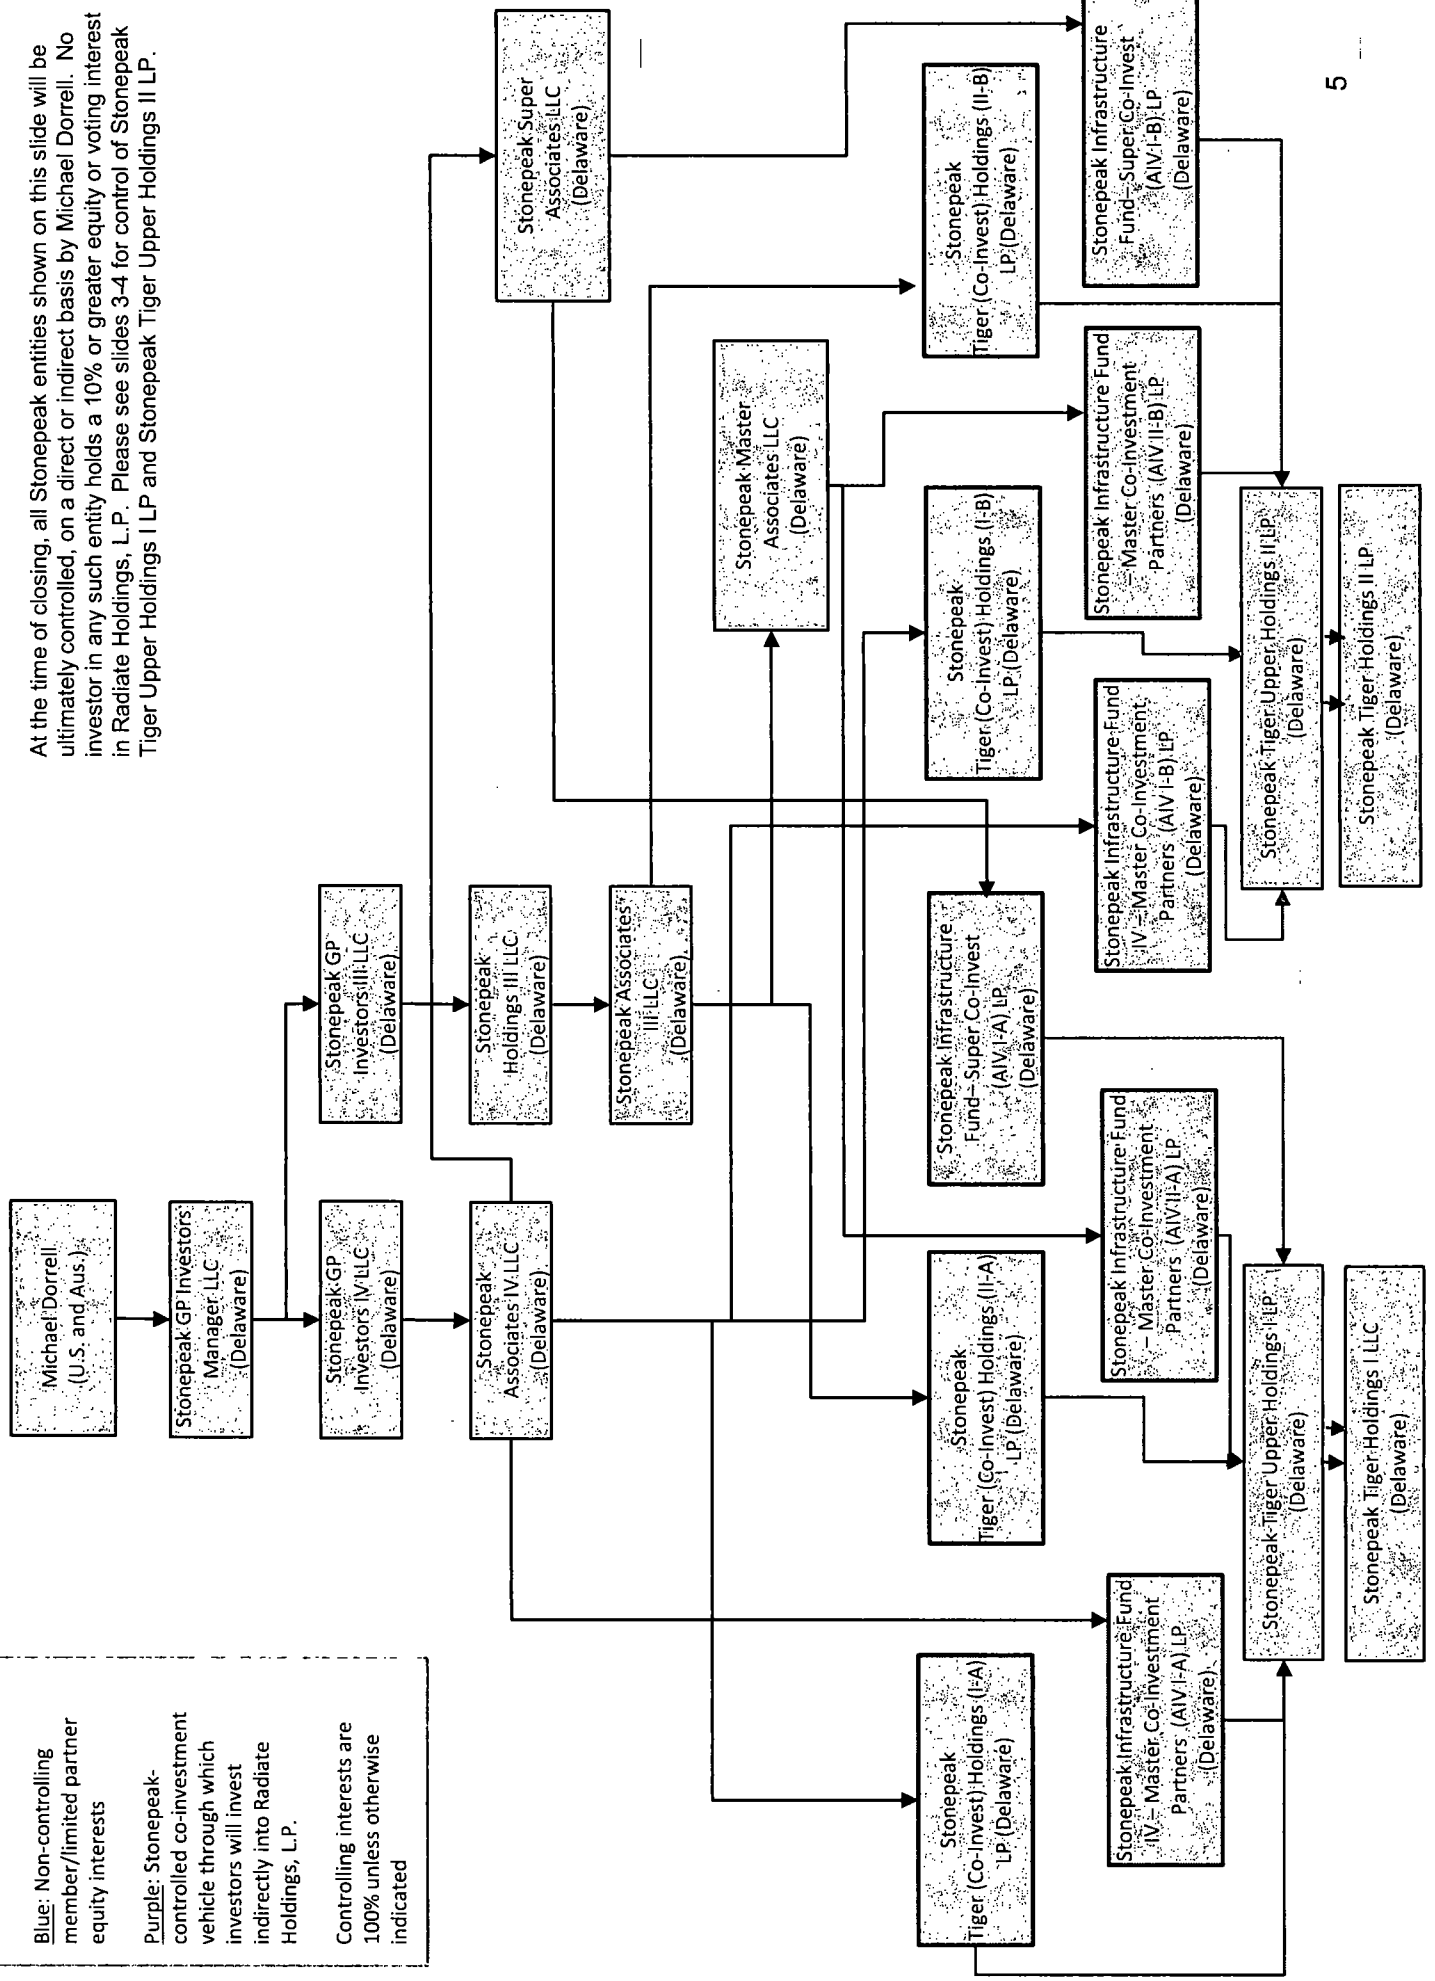 At the time of closing, all Stonepeak entities shown on this slide will be
ultimately controlled, on a direct or indirect basis by Michael Dorrell. No
investor in any such entity holds a 10% or greater equity or voting interest
in Radiate Holdings, L.P. Please see slides 3-4 for control of Stonepeak
Tiger Upper Holdings I LP and Stonepeak Tiger Upper Holdings II LP.
Blue: Non-controlling
member/limited partner
equity interests
Purple: Stonepeak-
controlled co-investment
vehicle through which
investors will invest
indirectly into Radiate
Holdings, L.P.
Controlling interests are
100% unless otherwise
indicated
Michael Dorrell
(U.S. and Aus.)
Stonepeak GP Investors
Manager LLC
(Delaware)
Stonepeak GP
Investors IV LLC
(Delaware)
Stonepeak GP
Investors III LLC
(Delaware)
Stonepeak
Associates IV LLC
(Delaware)
Stonepeak
Holdings III LLC
(Delaware)
Stonepeak Super
Associates LLC
(Delaware)
Stonepeak Associates
III LLC
(Delaware)
Stonepeak Master
Associates LLC
(Delaware)
Stonepeak
Tiger (Co-Invest) Holdings (I-A)
LP (Delaware)
Stonepeak
Tiger (Co-Invest) Holdings (II-A)
LP (Delaware)
Stonepeak Infrastructure
Fund – Super Co-Invest
(AIV I-A) LP
(Delaware)
Stonepeak
Tiger (Co-Invest) Holdings (I-B)
LP (Delaware)
Stonepeak
Tiger (Co-Invest) Holdings (II-B)
LP (Delaware)
Stonepeak Infrastructure Fund
IV – Master Co-Investment
Partners (AIV I-A) LP
(Delaware)
Stonepeak Infrastructure Fund
– Master Co-Investment
Partners (AIV II-A) LP
(Delaware)
Stonepeak Infrastructure Fund
IV – Master Co-Investment
Partners (AIV I-B) LP
(Delaware)
Stonepeak Infrastructure Fund
– Master Co-Investment
Partners (AIV II-B) LP
(Delaware)
Stonepeak Infrastructure
Fund – Super Co-Invest
(AIV I-B) LP
(Delaware)
Stonepeak Tiger Upper Holdings I LP
(Delaware)
Stonepeak Tiger Upper Holdings II LP
(Delaware)
Stonepeak Tiger Holdings I LLC
(Delaware)
Stonepeak Tiger Holdings II LP
(Delaware)
5